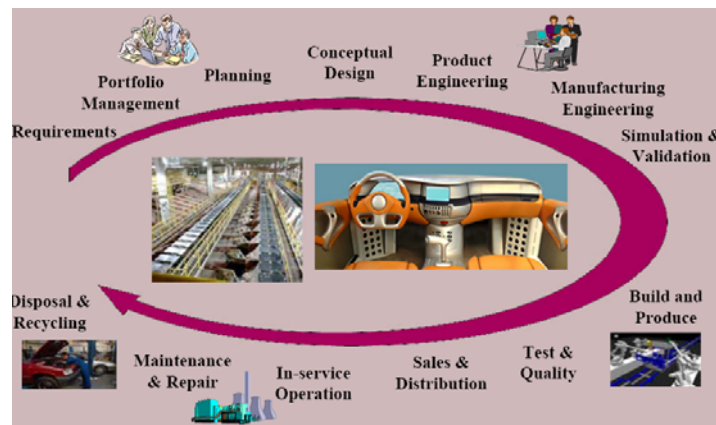 Requirements
Portfolio
Management
Planning
Conceptual
Design
Product
Engineering
Manufacturing
Engineering
Simulation &
Validation
Build and
Produce
Test &
Quality
Sales &
Distribution
In-service
Operation
Maintenance
& Repair
Disposal &
Recycling